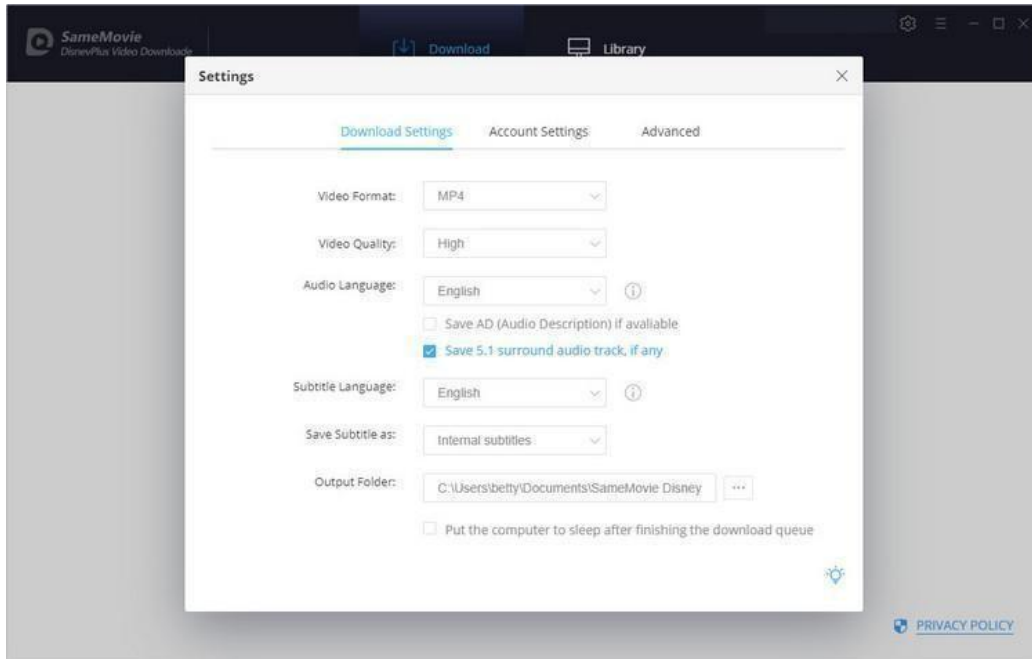 SameMovie
DisneyPlus Video Downloade
Download
Library
Settings
Download Settings
Account Settings
Advanced
Video Format:
MP4
Video Quality:
High
Audio Language:
English
Save AD (Audio Description) if avaliable
Save 5.1 surround audio track, if any
Subtitle Language:
English
Save Subtitle as:
Internal subtitles
Output Folder:
C:\Users\betty\Documents\SameMovie Disney
...
Put the computer to sleep after finishing the download queue
PRIVACY POLICY